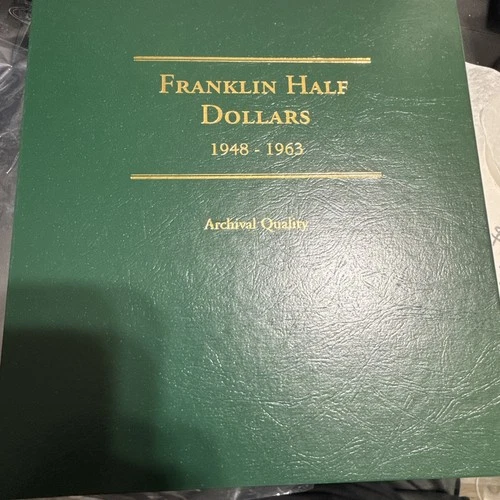 Franklin Half
Dollars
1948 - 1963
Archival Quality